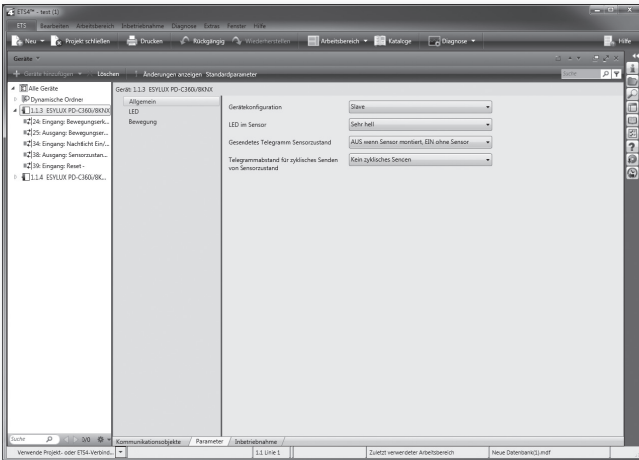 ETS4™ - test (1)
ETS Bearbeiten Arbeitsbereich Inbetriebnahme Diagnose Extras Fenster Hilfe
Neu Projekt schließen Drucken Rückgängig Wiederherstellen Arbeitsbereich Kataloge Diagnose Hilfe
Geräte
Geräte hinzufügen Löschen Änderungen anzeigen Standardparameter Suche
Alle Geräte
Dynamische Ordner
1.1.3 ESYLUX PD-C360i/8KNX
24: Eingang: Bewegungserk...
25: Ausgang: Bewegungser...
34: Eingang: Nachtlicht Ein/...
38: Ausgang: Sensorzustan...
39: Eingang: Reset -
1.1.4 ESYLUX PD-C360i/8K...
Gerät: 1.1.3 ESYLUX PD-C360i/8KNX
Allgemein
LED
Bewegung
Gerätekonfiguration Slave
LED im Sensor Sehr hell
Gesendetes Telegramm Sensorzustand AUS wenn Sensor montiert, EIN ohne Sensor
Telegrammabstand für zyklisches Senden Kein zyklisches Sencen
von Sensorzustand
Suche 0/0
Kommunikationsobjekte Parameter Inbetriebnahme
Verwende Projekt- oder ETS4-Verbind... 1.1 Linie 1 Zuletzt verwendeter Arbeitsbereich Neue Datenbank(1).mdf